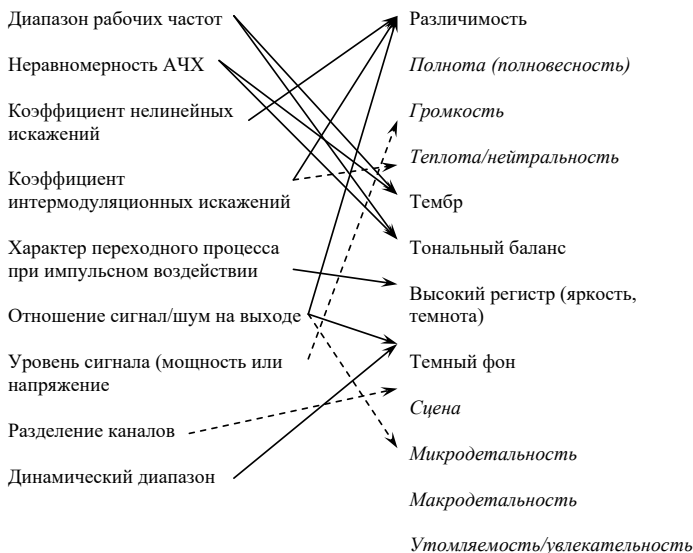 Диапазон рабочих частот
Неравномерность АЧХ
Коэффициент нелинейных
искажений
Коэффициент
интермодуляционных искажений
Характер переходного процесса
при импульсном воздействии
Отношение сигнал/шум на выходе
Уровень сигнала (мощность или
напряжение
Разделение каналов
Динамический диапазон
Различимость
Полнота (полновесность)
Громкость
Теплота/нейтральность
Тембр
Тональный баланс
Высокий регистр (яркость,
темнота)
Темный фон
Сцена
Микродетальность
Макродетальность
Утомляемость/увлекательность